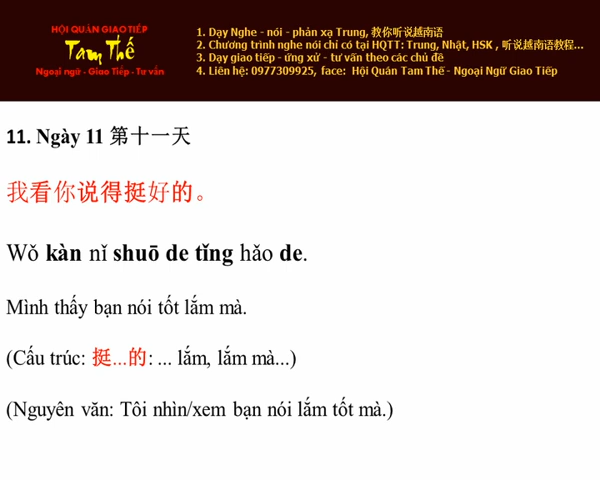 HỘI QUÁN GIAO TIẾP
Tam Thế
Ngoại ngữ - Giao Tiếp - Tư vấn
1. Dạy Nghe - nói - phản xạ Trung, 教你听说越南语
2. Chương trình nghe nói chỉ có tại HQTT: Trung, Nhật, HSK , 听说越南语教程...
3. Dạy giao tiếp - ứng xử - tư vấn theo các chủ đề
4. Liên hệ: 0977309925, face: Hội Quán Tam Thế - Ngoại Ngữ Giao Tiếp
11. Ngày 11 第十一天
我看你说得挺好的。
Wǒ kàn nǐ shuō de tǐng hǎo de.
Mình thấy bạn nói tốt lắm mà.
(Cấu trúc: 挺...的: ... lắm, lắm mà...)
(Nguyên văn: Tôi nhìn/xem bạn nói lắm tốt mà.)